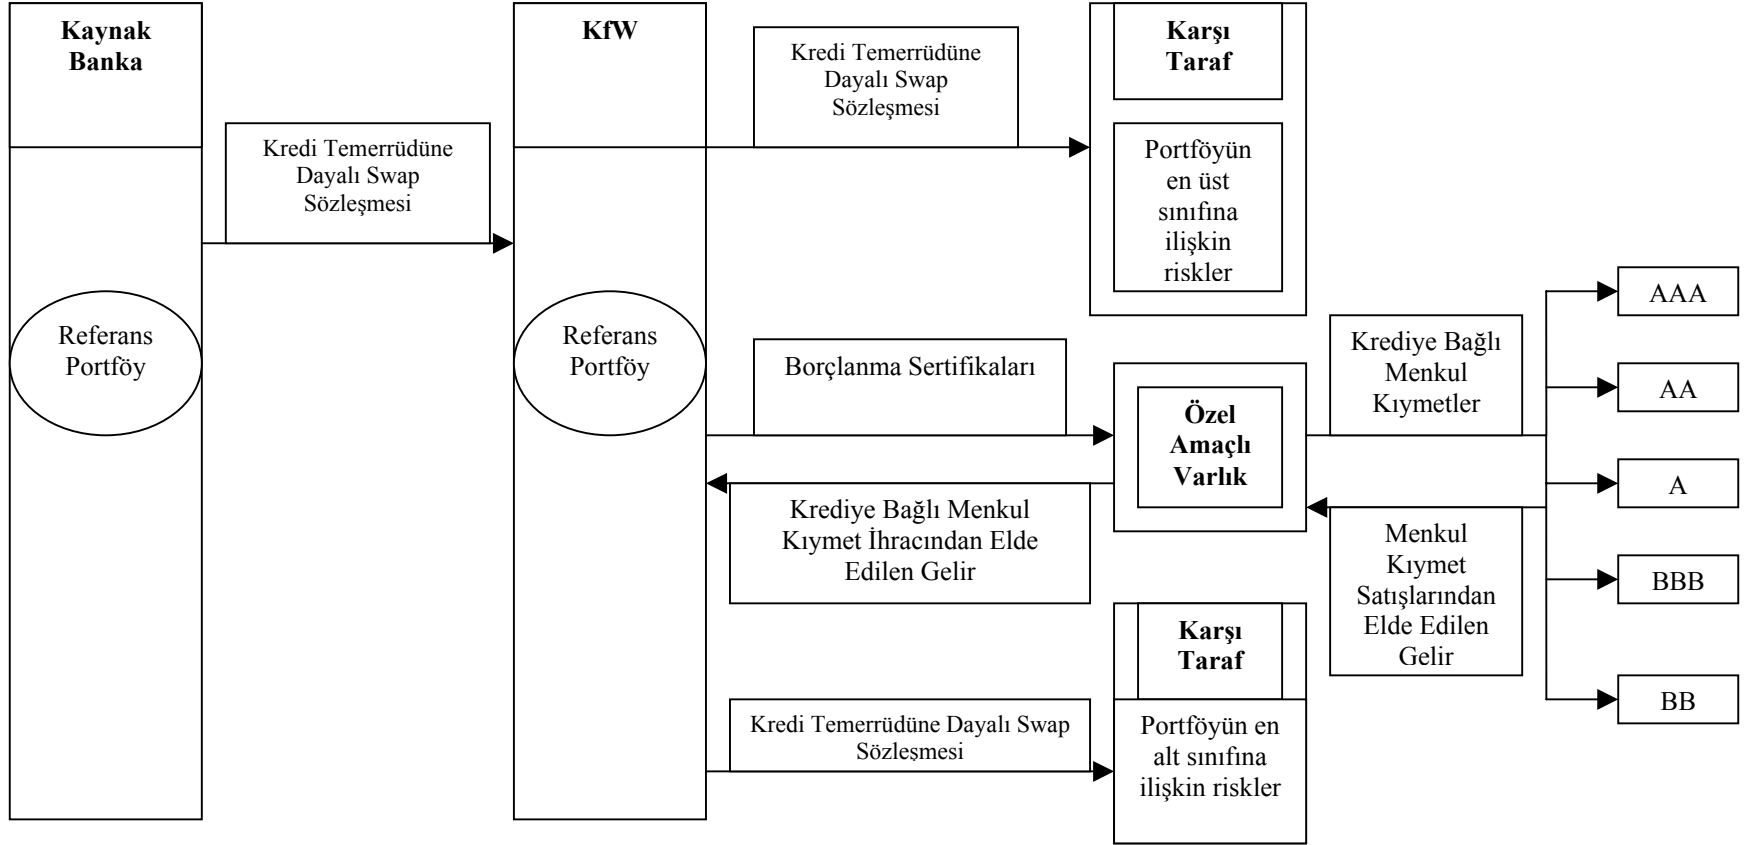 Kaynak
Banka
Kredi Temerrüdüne
Dayalı Swap
Sözleşmesi
Referans
Portföy
KfW
Referans
Portföy
Kredi Temerrüdüne
Dayalı Swap
Sözleşmesi
Karşı
Taraf
Portföyün
en üst
sınıfına
ilişkin
riskler
Borçlanma Sertifikaları
Özel
Amaçlı
Varlık
Krediye Bağlı Menkul
Kıymet İhracından Elde
Edilen Gelir
Krediye Bağlı
Menkul
Kıymetler
Menkul
Kıymet
Satışlarından
Elde Edilen
Gelir
AAA
AA
A
BBB
BB
Kredi Temerrüdüne Dayalı Swap
Sözleşmesi
Karşı
Taraf
Portföyün en
alt sınıfına
ilişkin riskler